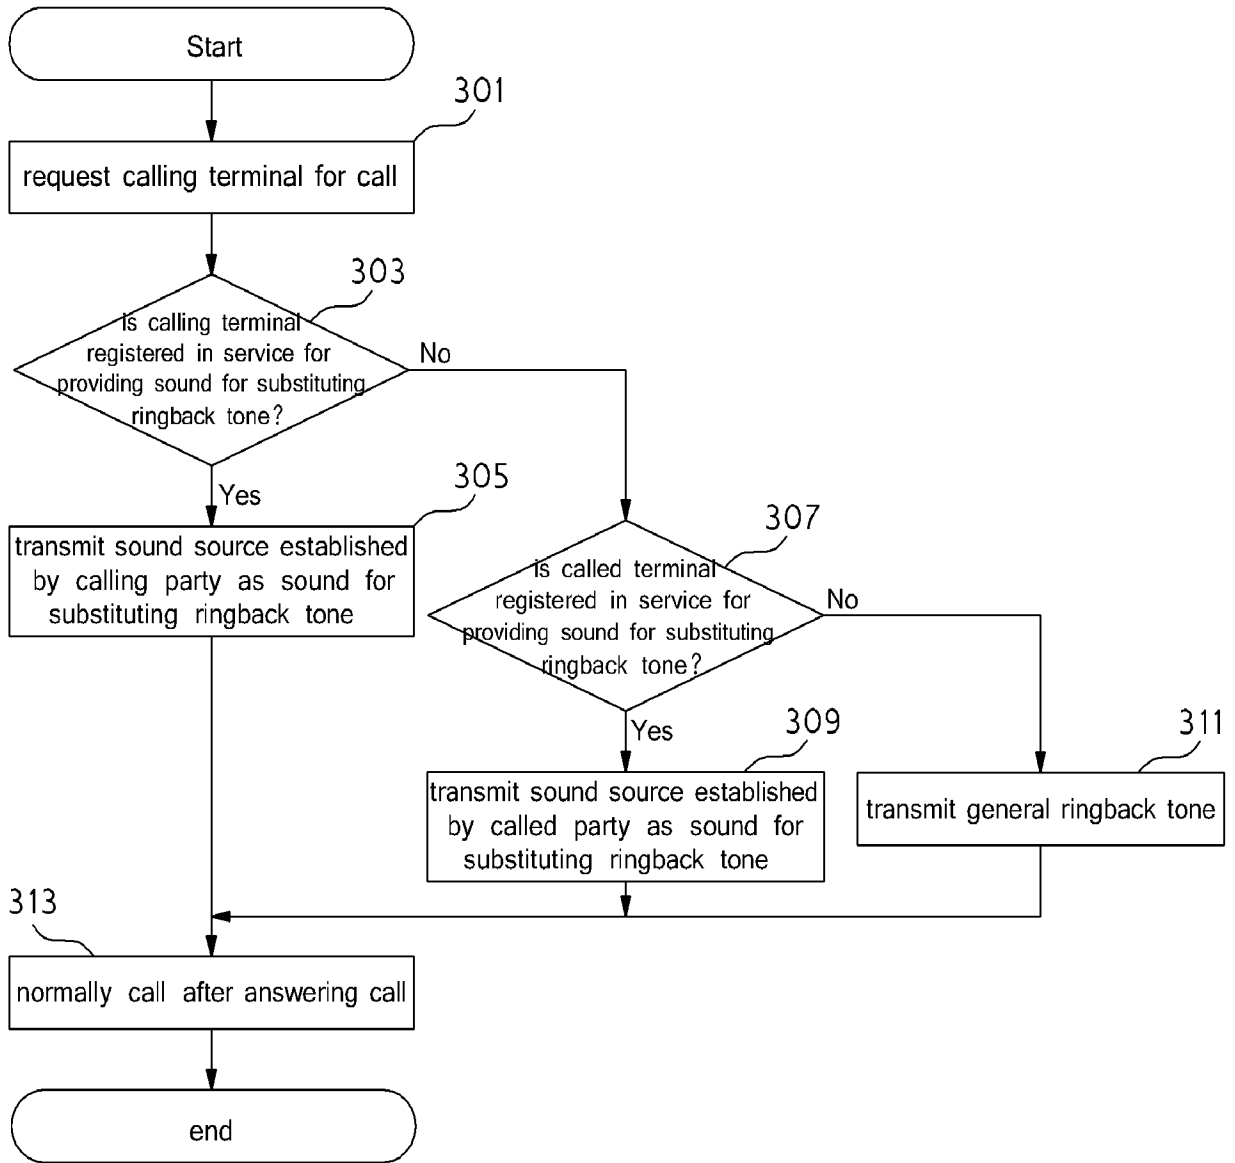 Start
301
request calling terminal for call
303
is calling terminal
registered in service for
providing sound for substituting
ringback tone?
No
Yes
305
transmit sound source established
by calling party as sound for
substituting ringback tone
307
is called terminal
registered in service for
providing sound for substituting
ringback tone?
No
Yes
309
transmit sound source established
by called party as sound for
substituting ringback tone
311
transmit general ringback tone
313
normally call after answering call
end